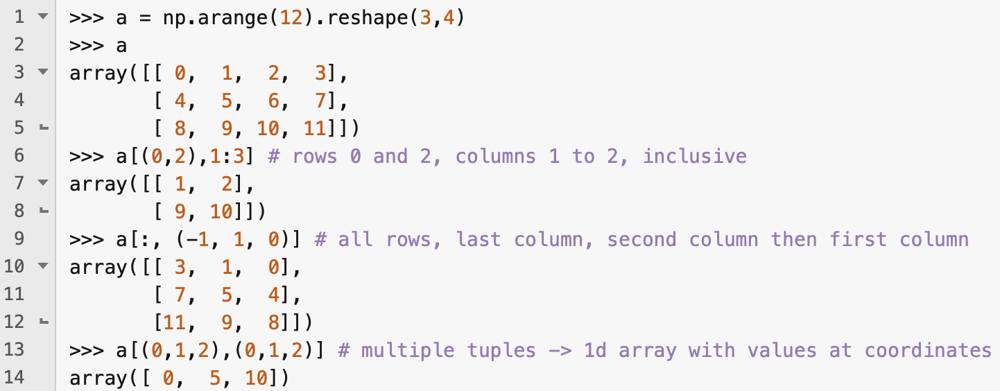 1 >>> a = np.arange(12).reshape(3,4)
2 >>> a
3 array([[ 0,  1,  2,  3],
4        [ 4,  5,  6,  7],
5        [ 8,  9, 10, 11]])
6 >>> a[(0,2),1:3] # rows 0 and 2, columns 1 to 2, inclusive
7 array([[ 1,  2],
8        [ 9, 10]])
9 >>> a[:, (-1, 1, 0)] # all rows, last column, second column then first column
10 array([[ 3,  1,  0],
11        [ 7,  5,  4],
12        [11,  9,  8]])
13 >>> a[(0,1,2),(0,1,2)] # multiple tuples -> 1d array with values at coordinates
14 array([ 0,  5, 10])